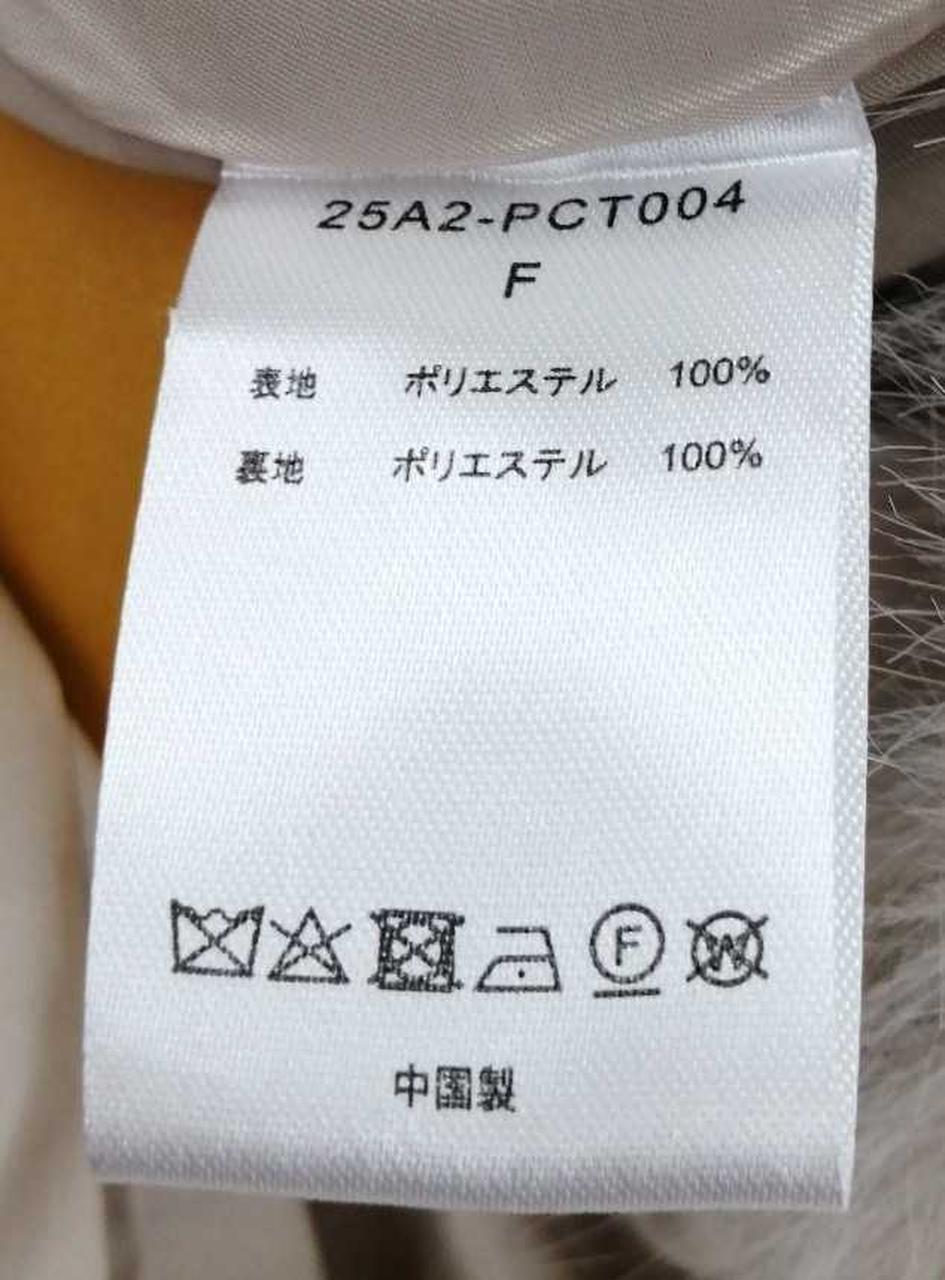 25A2-PCT004
F
表地 ポリエステル 100%
裏地 ポリエステル 100%
F
W
中国製